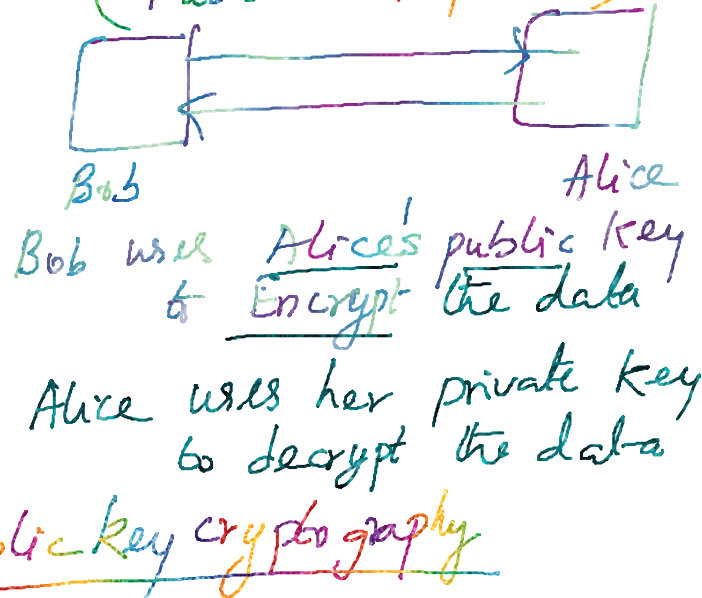 Bob
Alice
Bob uses Alice's public key
to Encrypt the data
Alice uses her private key
to decrypt the data
lic key cryptography